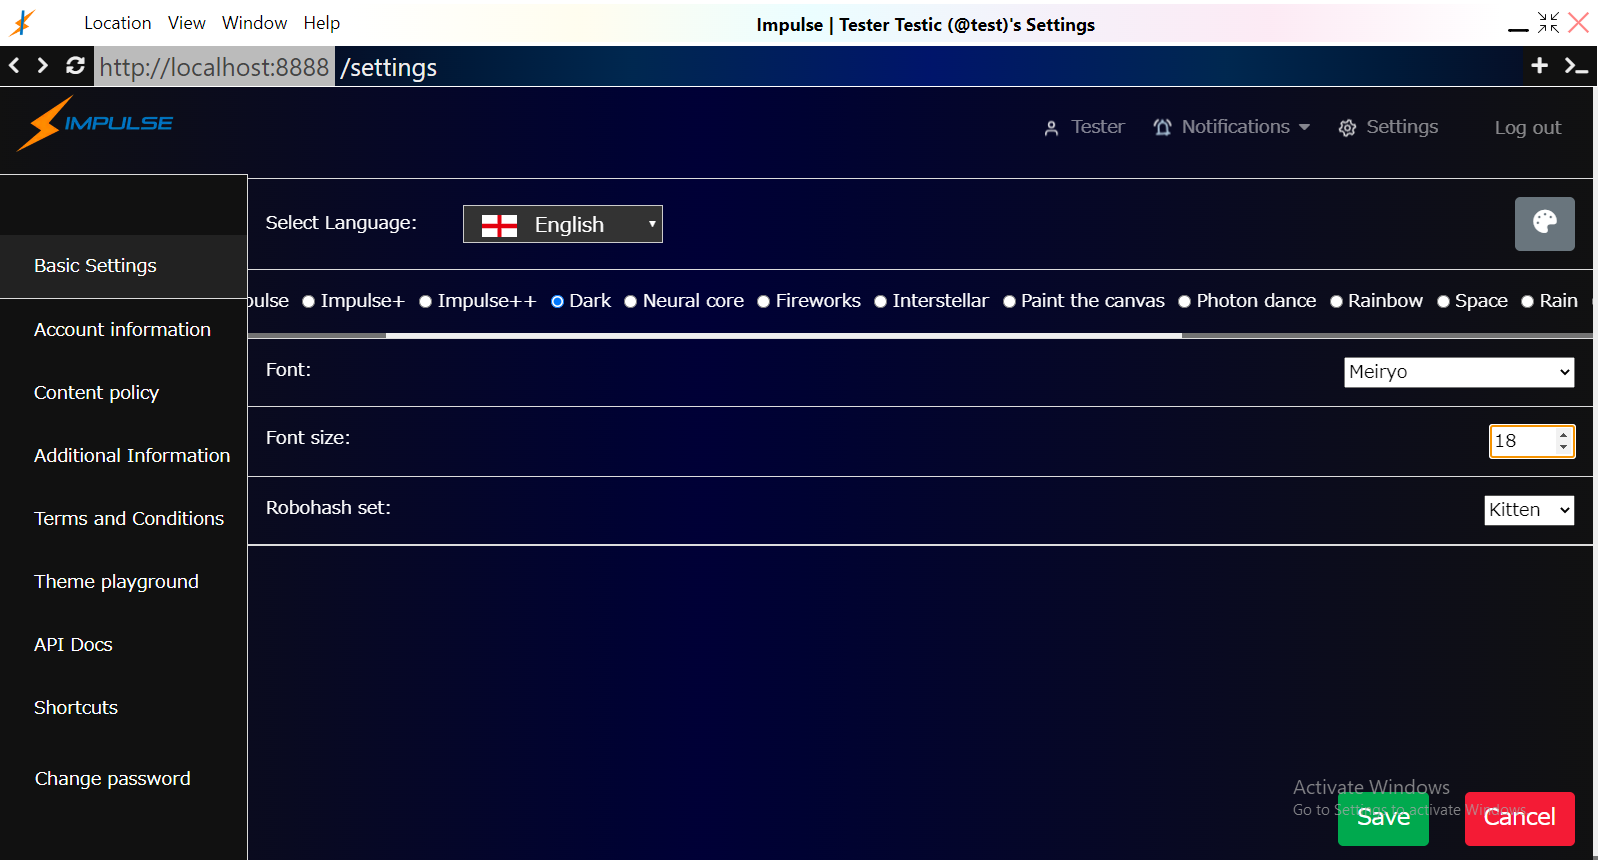 Location View Window Help
Impulse | Tester Testic (@test)'s Settings
http://localhost:8888 /settings
IMPULSE
Tester Notifications Settings Log out
Select Language: English
Basic Settings
pulse Impulse+ Impulse++ Dark Neural core Fireworks Interstellar Paint the canvas Photon dance Rainbow Space Rain
Account information
Font: Meiryo
Content policy
Font size: 18
Additional Information
Robohash set: Kitten
Terms and Conditions
Theme playground
API Docs
Shortcuts
Change password
Activate Windows
Go to Settings to activate Windows.
Save Cancel